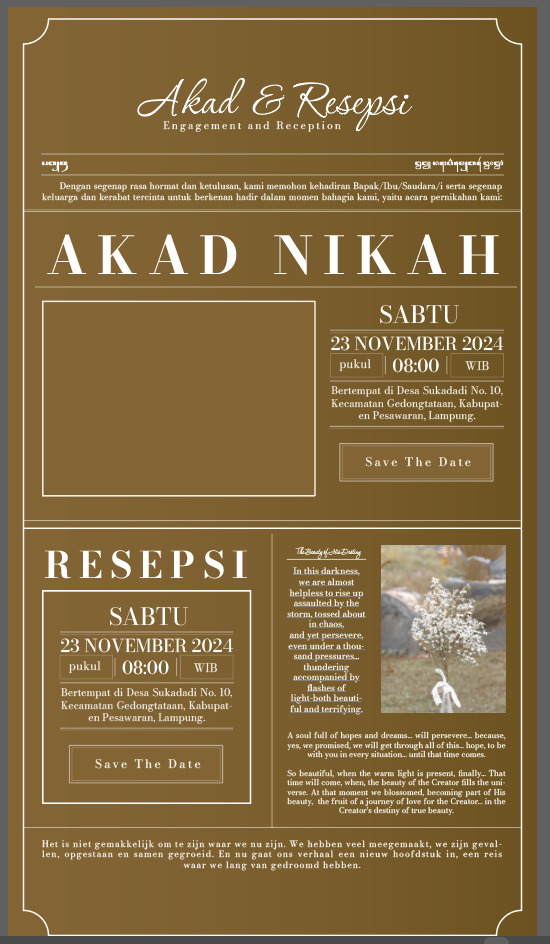 Akad & Resepsi
Engagement and Reception
Dengan segenap rasa hormat dan ketulusan, kami memohon kehadiran Bapak/Ibu/Saudara/i serta segenap
keluarga dan kerabat tercinta untuk berkenan hadir dalam momen bahagia kami, yaitu acara pernikahan kami:
AKAD NIKAH
SABTU
23 NOVEMBER 2024
pukul 08:00 WIB
Bertempat di Desa Sukadadi No. 10,
Kecamatan Gedongtataan, Kabupat-
en Pesawaran, Lampung.
Save The Date
RESEPSI
SABTU
23 NOVEMBER 2024
pukul 08:00 WIB
Bertempat di Desa Sukadadi No. 10,
Kecamatan Gedongtataan, Kabupat-
en Pesawaran, Lampung.
Save The Date
The Beauty of His Destiny
In this darkness,
we are almost
helpless to rise up
assaulted by the
storm, tossed about
in chaos,
and yet persevere,
even under a thou-
sand pressures...
thundering
accompanied by
flashes of
light-both beauti-
ful and terrifying.
A soul full of hopes and dreams... will persevere... because,
yes, we promised, we will get through all of this... hope, to be
with you in every situation... until that time comes.
So beautiful, when the warm light is present, finally... That
time will come, when, the beauty of the Creator fills the uni-
verse. At that moment we blossomed, becoming part of His
beauty, the fruit of a journey of love for the Creator... in the
Creator's destiny of true beauty.
Het is niet gemakkelijk om te zijn waar we nu zijn. We hebben veel meegemaakt, we zijn geval-
len, opgestaan en samen gegroeid. En nu gaat ons verhaal een nieuw hoofdstuk in, een reis
waar we lang van gedroomd hebben.